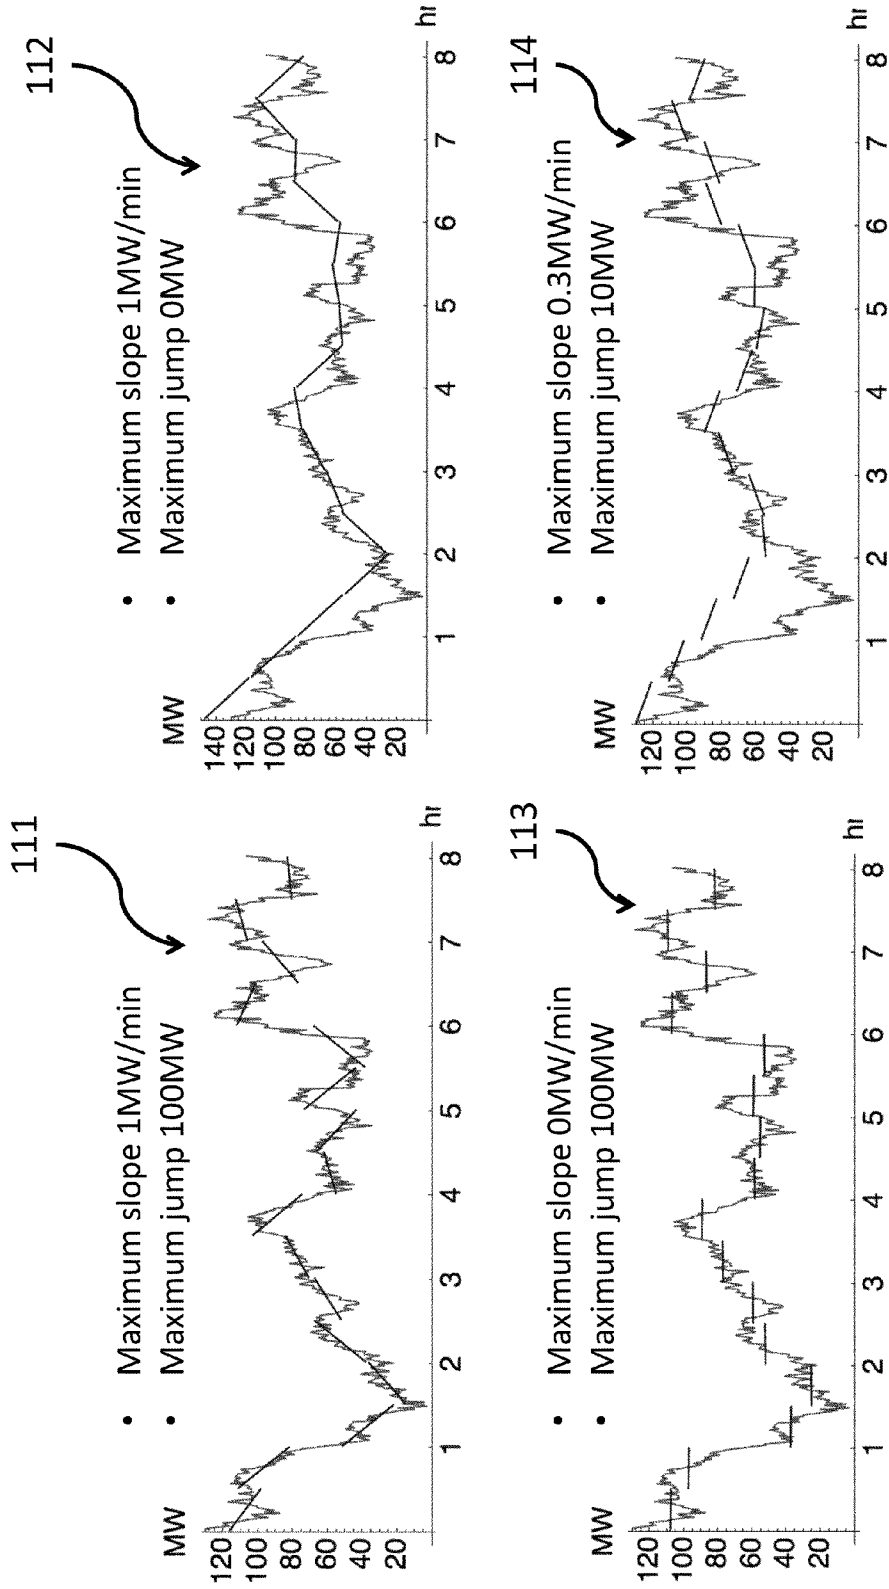 111
• Maximum slope 1MW/min
• Maximum jump 100MW
MW
120
100
80
60
40
20
1 2 3 4 5 6 7 8
hr
112
• Maximum slope 1MW/min
• Maximum jump 0MW
MW
140
120
100
80
60
40
20
1 2 3 4 5 6 7 8
hr
113
• Maximum slope 0MW/min
• Maximum jump 100MW
MW
120
100
80
60
40
20
1 2 3 4 5 6 7 8
hr
114
• Maximum slope 0.3MW/min
• Maximum jump 10MW
MW
120
100
80
60
40
20
1 2 3 4 5 6 7 8
hr